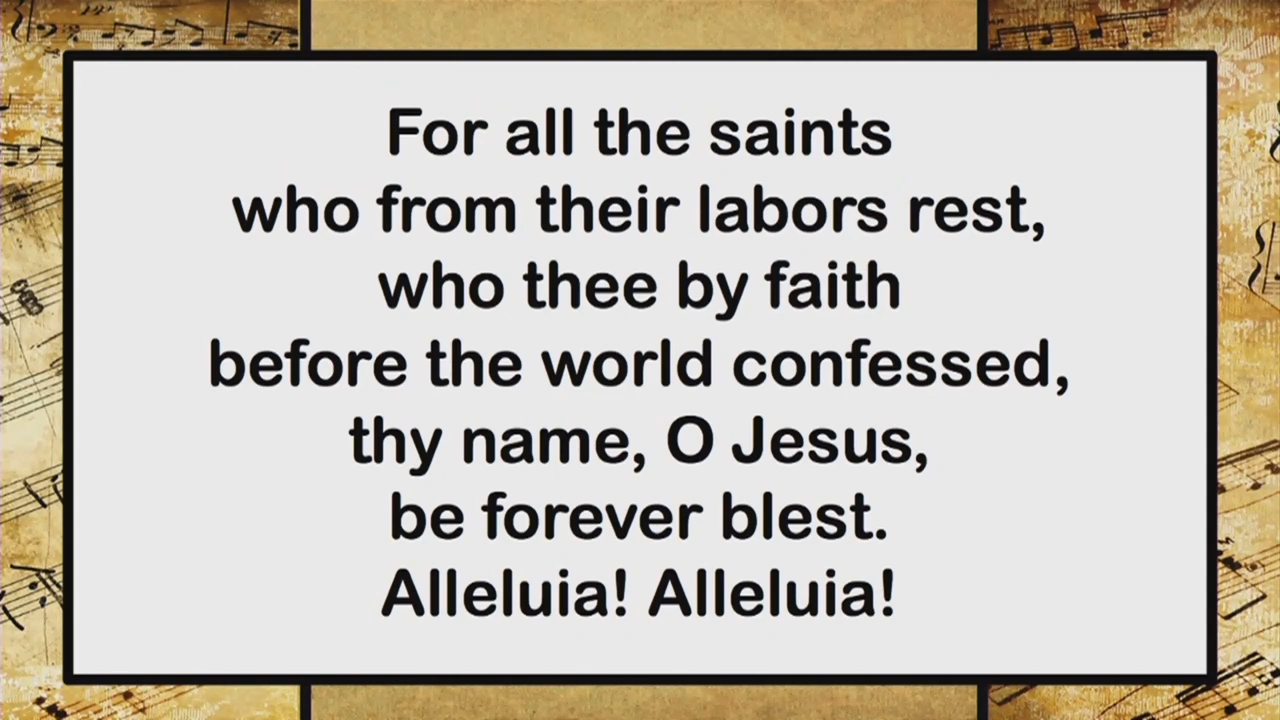 For all the saints
who from their labors rest,
who thee by faith
before the world confessed,
thy name, O Jesus,
be forever blest.
Alleluia! Alleluia!